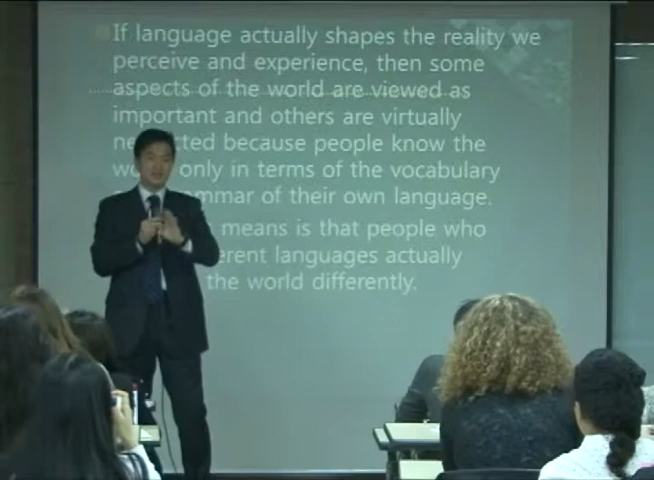 If language actually shapes the reality we
perceive and experience, then some
aspects of the world are viewed as
important and others are virtually
because people know the
only in terms of the vocabulary
of their own language.
means is that people who
languages actually
the world differently.